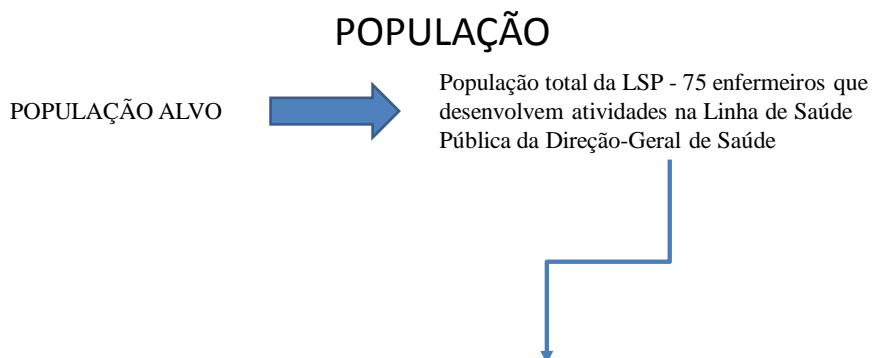 POPULAÇÃO
POPULAÇÃO ALVO
População total da LSP - 75 enfermeiros que
desenvolvem atividades na Linha de Saúde
Pública da Direção-Geral de Saúde